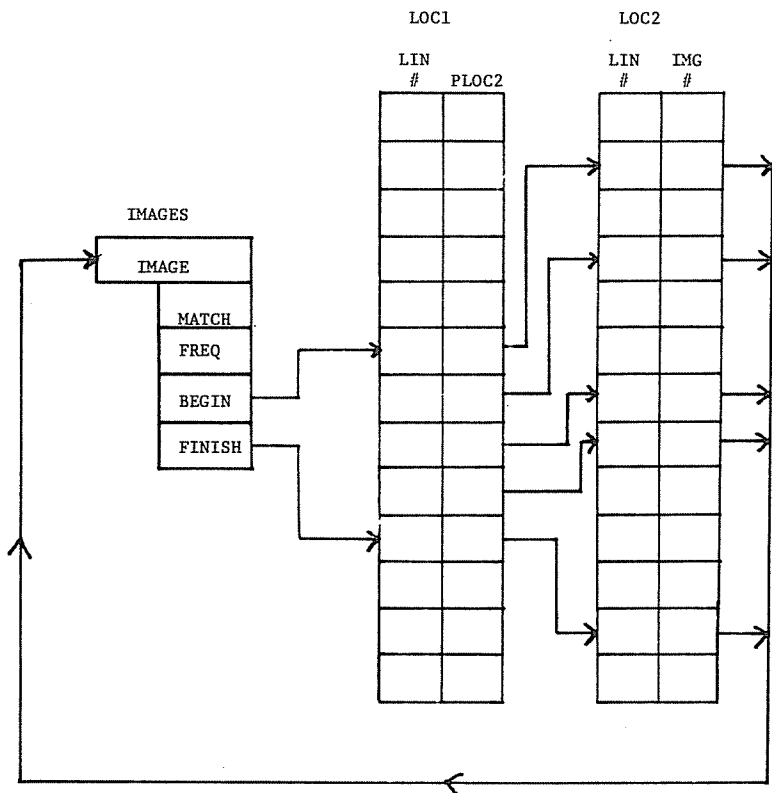 LOC1 LOC2
LIN PLOC2 LIN IMG
# # #
IMAGES
IMAGE
MATCH
FREQ
BEGIN
FINISH